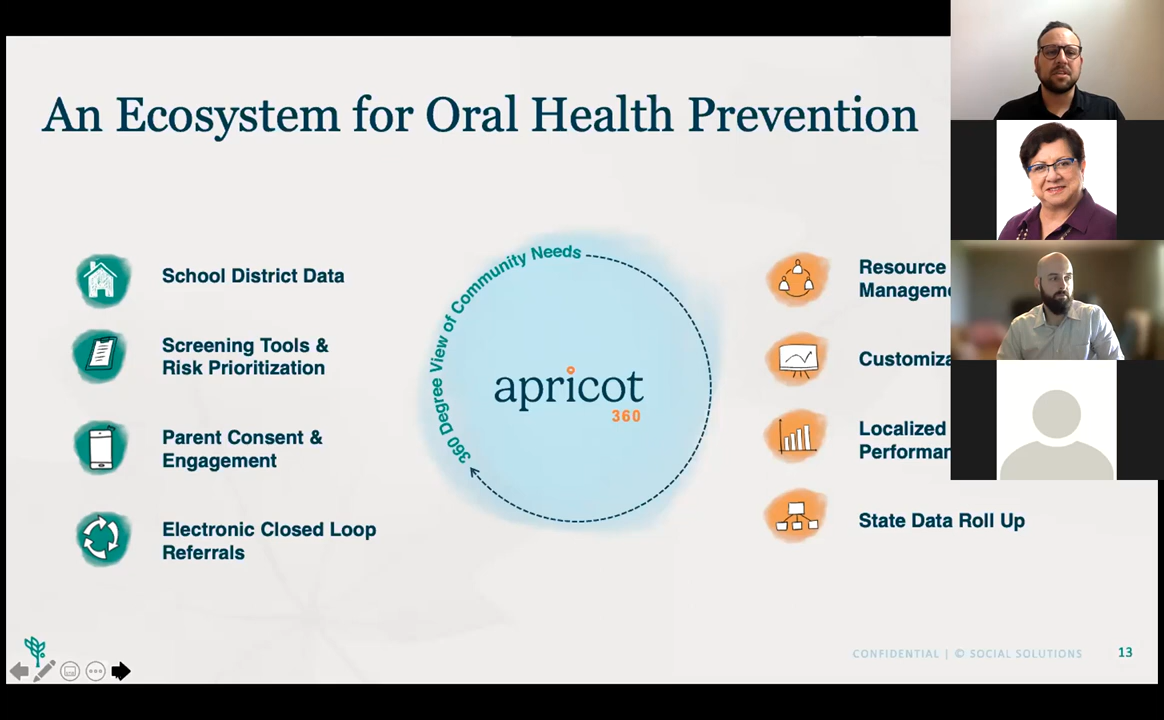 An Ecosystem for Oral Health Prevention
School District Data
Screening Tools &
Risk Prioritization
Parent Consent &
Engagement
Electronic Closed Loop
Referrals
360 Degree View of Community Needs
apricot
360
Resource
State Data Roll Up
Localized
CONFIDENTIAL | © SOCIAL SOLUTIONS
13